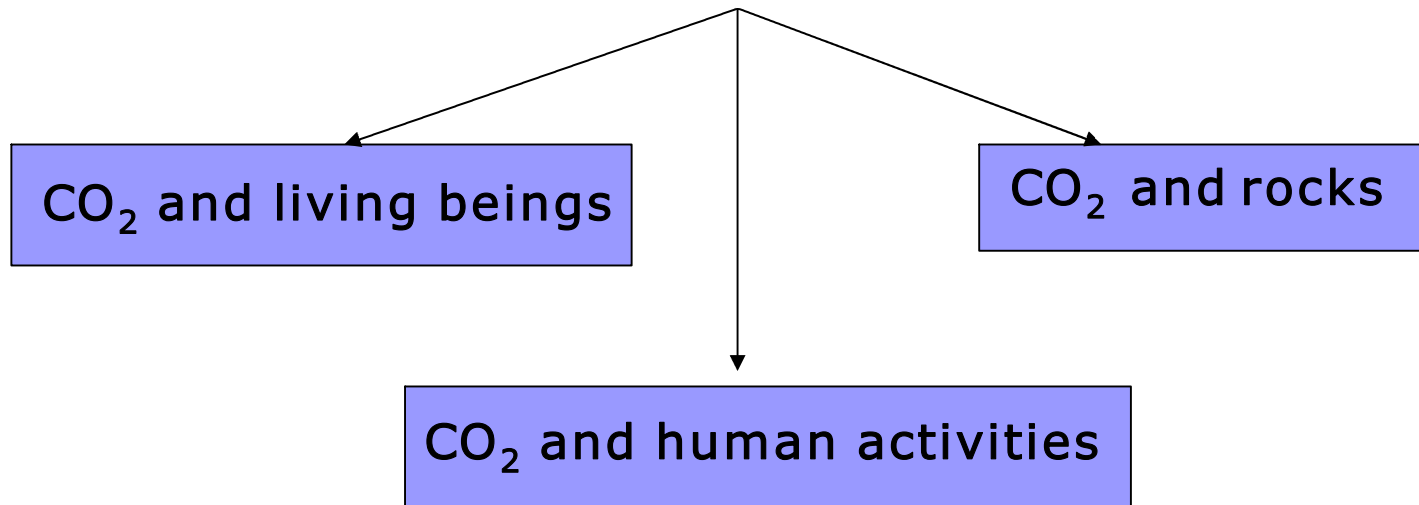 CO₂ and living beings
CO₂ and rocks
CO₂ and human activities